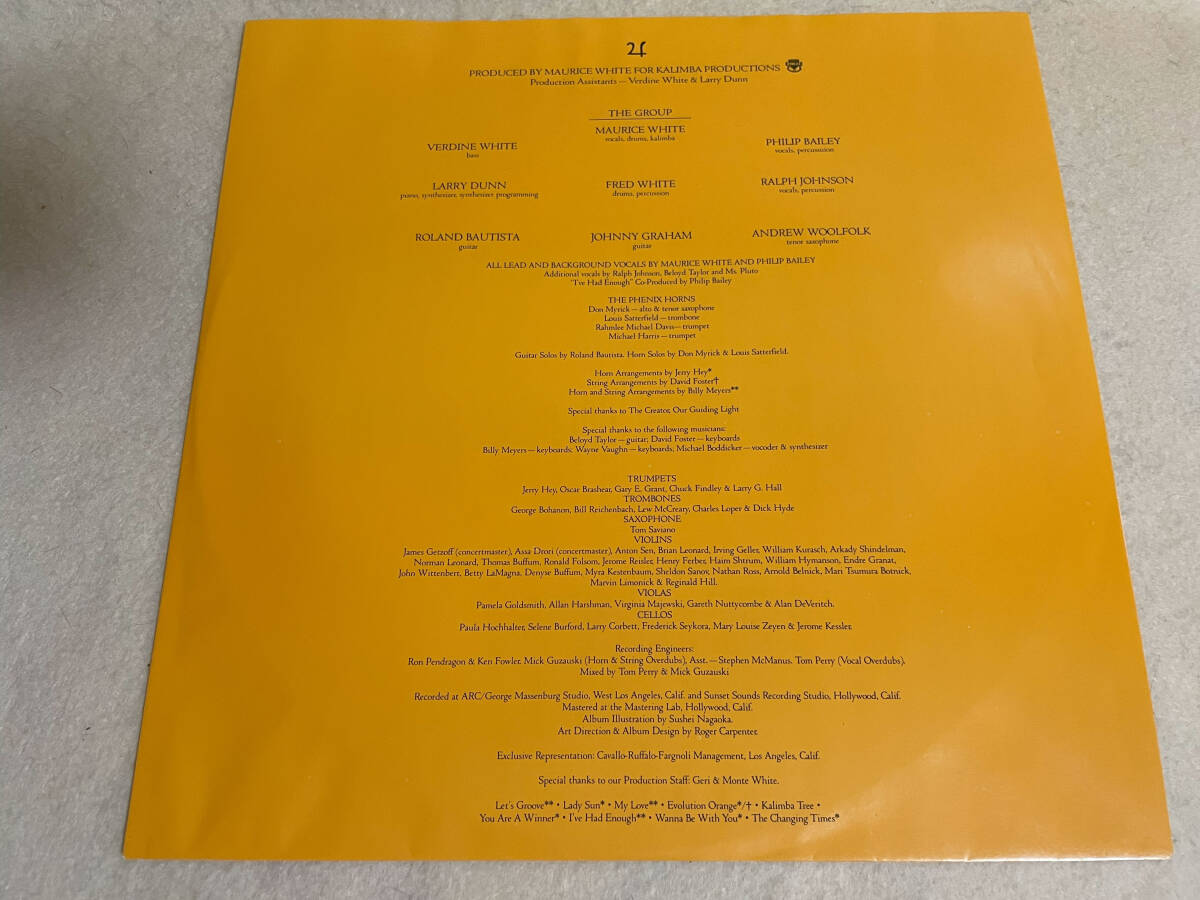 PRODUCED BY MAURICE WHITE FOR KALIMBA PRODUCTIONS
Production Assistants — Verdine White & Larry Dunn
THE GROUP
MAURICE WHITE
vocals, drums, kalimba
VERDINE WHITE
bass
PHILIP BAILEY
vocals, percussion
LARRY DUNN
piano, synthesizer, synthesizer programming
FRED WHITE
drums, percussion
RALPH JOHNSON
vocals, percussion
ROLAND BAUTISTA
guitar
JOHNNY GRAHAM
guitar
ANDREW WOOLFOLK
tenor saxophone
ALL LEAD AND BACKGROUND VOCALS BY MAURICE WHITE AND PHILIP BAILEY
Additional vocals by Ralph Johnson, Beloyd Taylor and Ms. Pluto
"I've Had Enough" Co-Produced by Philip Bailey
THE PHENIX HORNS
Don Myrick — alto & tenor saxophone
Louis Satterfield — trombone
Rahmlee Michael Davis — trumpet
Michael Harris — trumpet
Guitar Solos by Roland Bautista. Horn Solos by Don Myrick & Louis Satterfield.
Horn Arrangements by Jerry Hey*
String Arrangements by David Foster†
Horn and String Arrangements by Billy Meyers**
Special thanks to The Creator, Our Guiding Light
Special thanks to the following musicians:
Beloyd Taylor — guitar; David Foster — keyboards
Billy Meyers — keyboards; Wayne Vaughn — keyboards; Michael Boddicker — vocoder & synthesizer
TRUMPETS
Jerry Hey, Oscar Brashear, Gary E. Grant, Chuck Findley & Larry G. Hall
TROMBONES
George Bohanon, Bill Reichenbach, Lew McCreary, Charles Loper & Dick Hyde
SAXOPHONE
Tom Saviano
VIOLINS
James Getzoff (concertmaster), Assa Drori (concertmaster), Anton Sen, Brian Leonard, Irving Geller, William Kurasch, Arkady Shindelman,
Norman Leonard, Thomas Buffum, Ronald Folsom, Jerome Reisler, Henry Ferber, Haim Shtrum, William Hymanson, Endre Granat,
John Wittenbert, Betty LaMagna, Denyse Buffum, Myra Kestenbaum, Sheldon Sanov, Nathan Ross, Arnold Belnick, Mari Tsumura Botnick,
Marvin Limonick & Reginald Hill.
VIOLAS
Pamela Goldsmith, Allan Harshman, Virginia Majewski, Gareth Nuttycombe & Alan DeVeritch.
CELLOS
Paula Hochhalter, Selene Burford, Larry Corbett, Frederick Seykora, Mary Louise Zeyen & Jerome Kessler.
Recording Engineers:
Ron Pendragon & Ken Fowler. Mick Guzauski (Horn & String Overdubs), Asst. — Stephen McManus. Tom Perry (Vocal Overdubs).
Mixed by Tom Perry & Mick Guzauski
Recorded at ARC/George Massenburg Studio, West Los Angeles, Calif. and Sunset Sounds Recording Studio, Hollywood, Calif.
Mastered at the Mastering Lab, Hollywood, Calif.
Album Illustration by Sushei Nagaoka.
Art Direction & Album Design by Roger Carpenter.
Exclusive Representation: Cavallo-Ruffalo-Fargnoli Management, Los Angeles, Calif.
Special thanks to our Production Staff: Geri & Monte White.
Let's Groove** • Lady Sun* • My Love** • Evolution Orange*/† • Kalimba Tree •
You Are A Winner* • I've Had Enough** • Wanna Be With You* • The Changing Times*